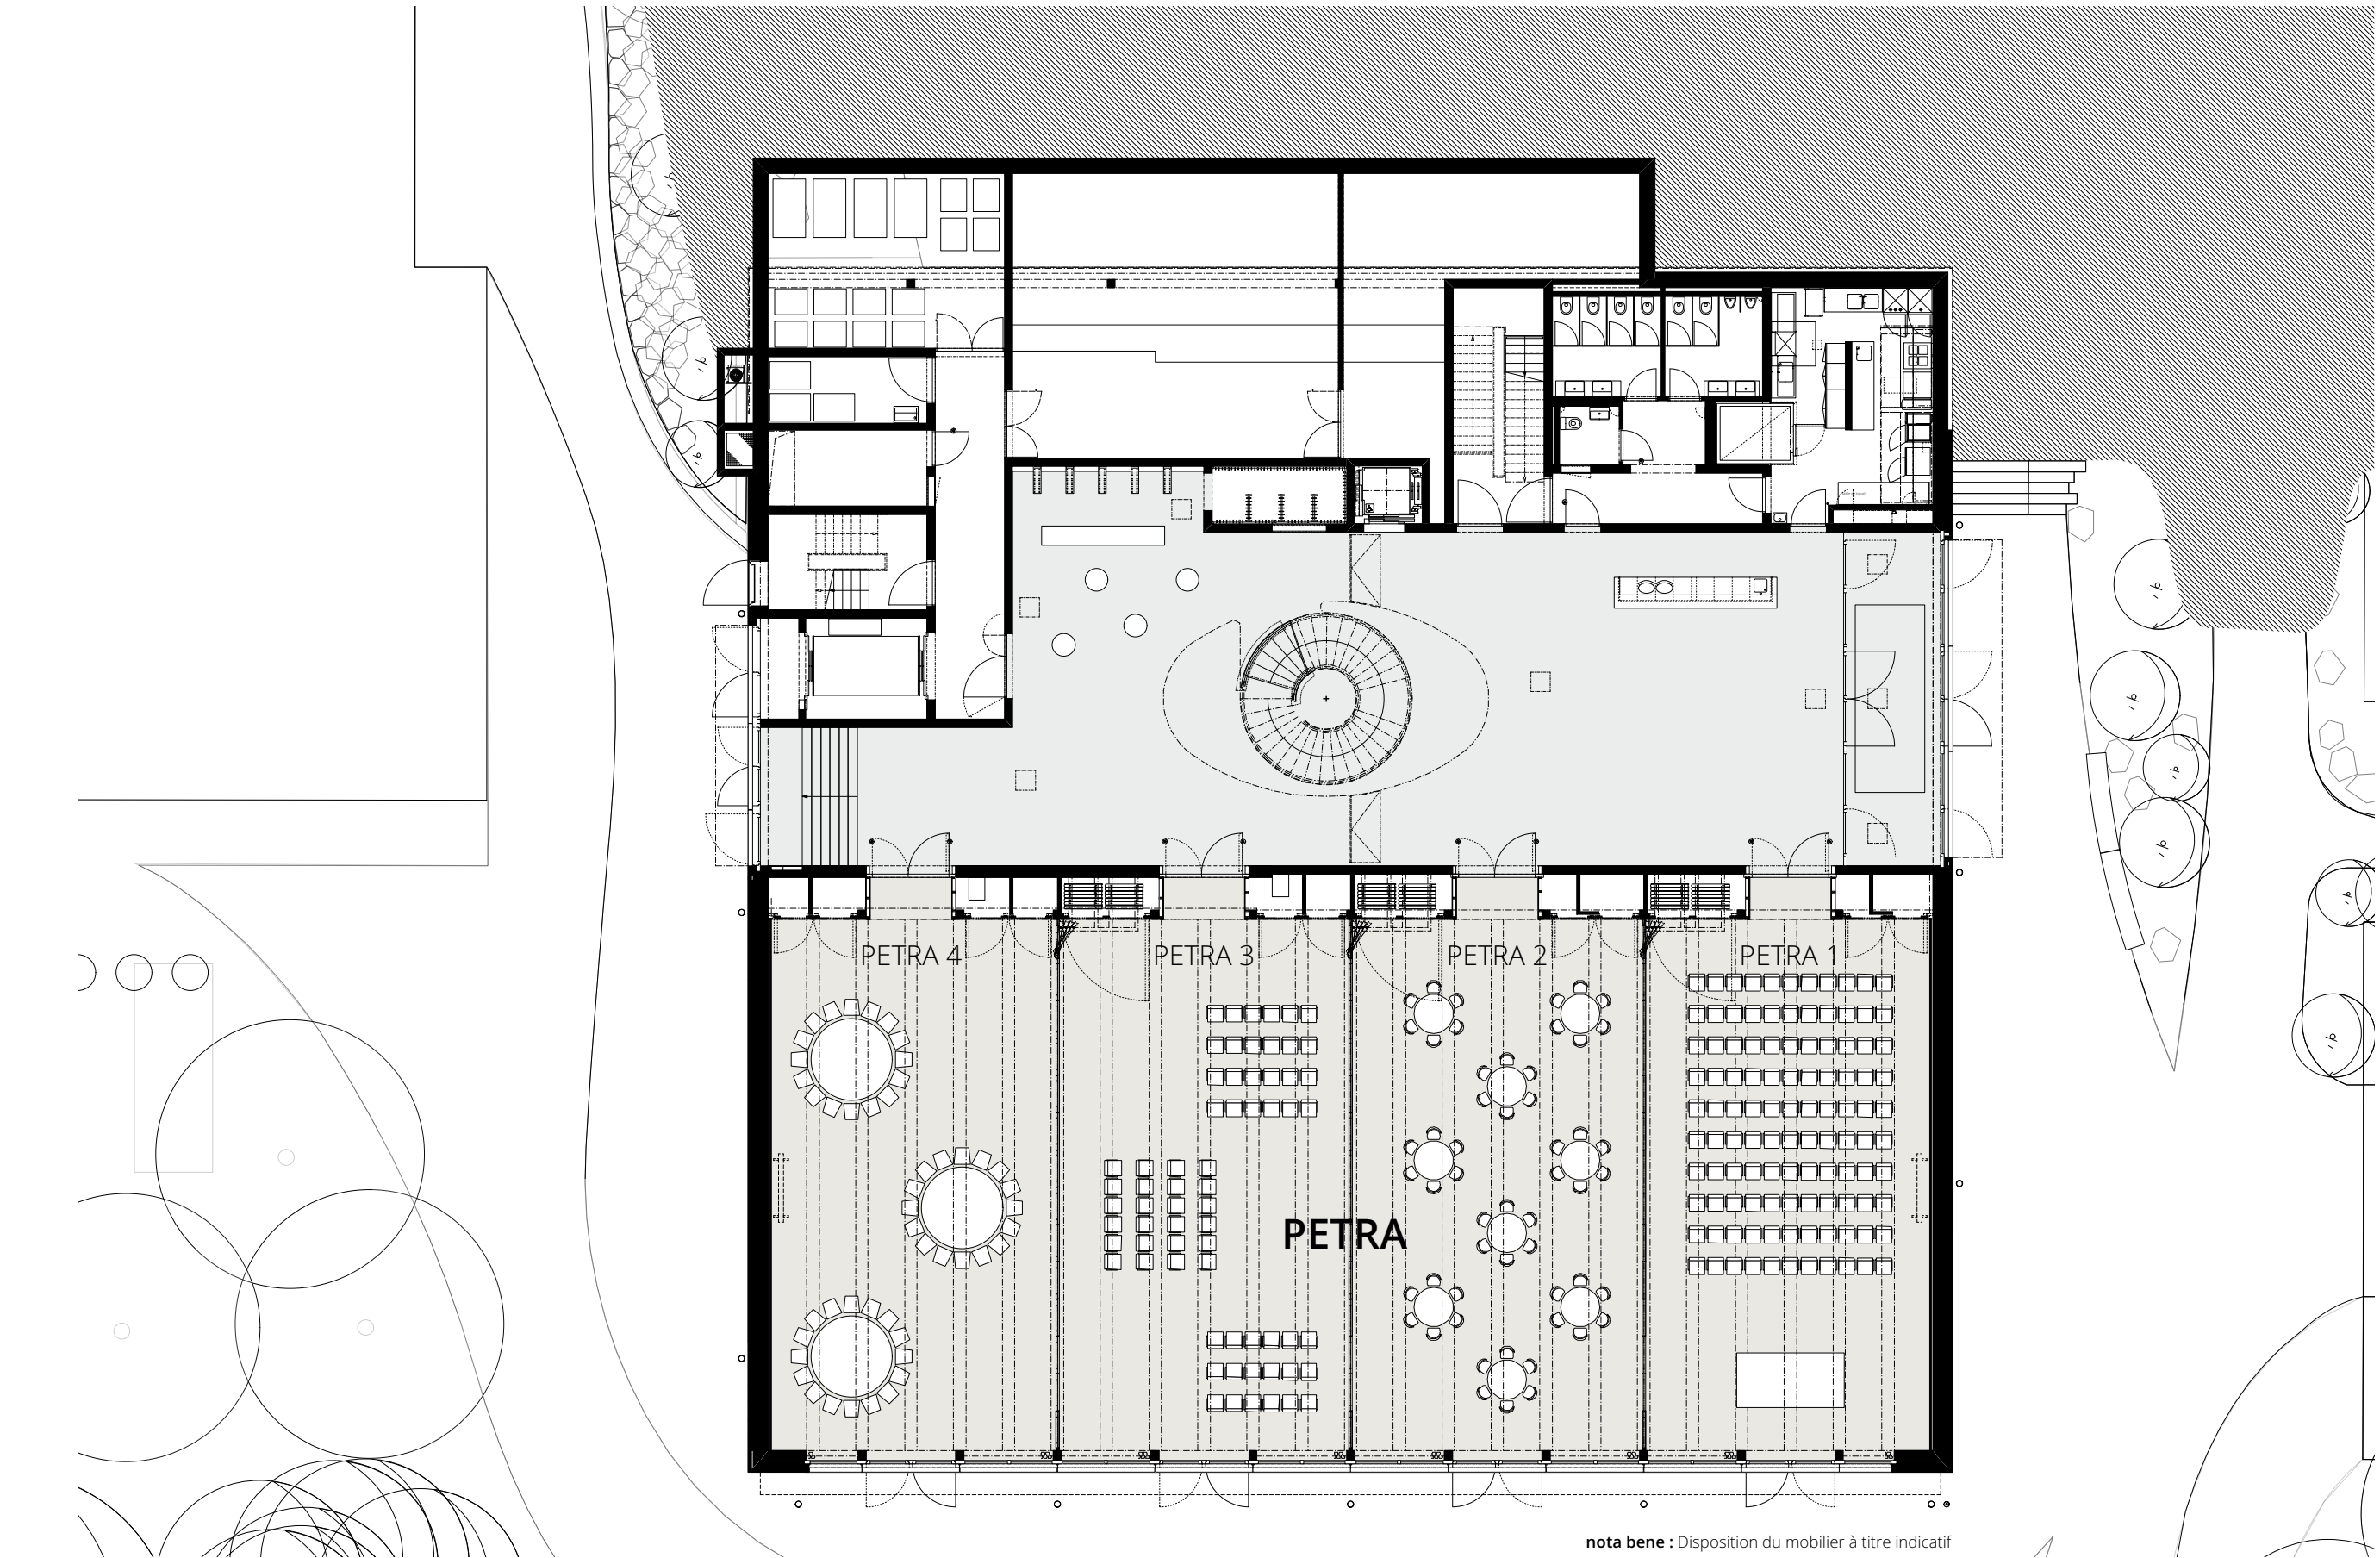 PETRA 4
PETRA 3
PETRA 2
PETRA 1
PETRA
nota bene : Disposition du mobilier à titre indicatif